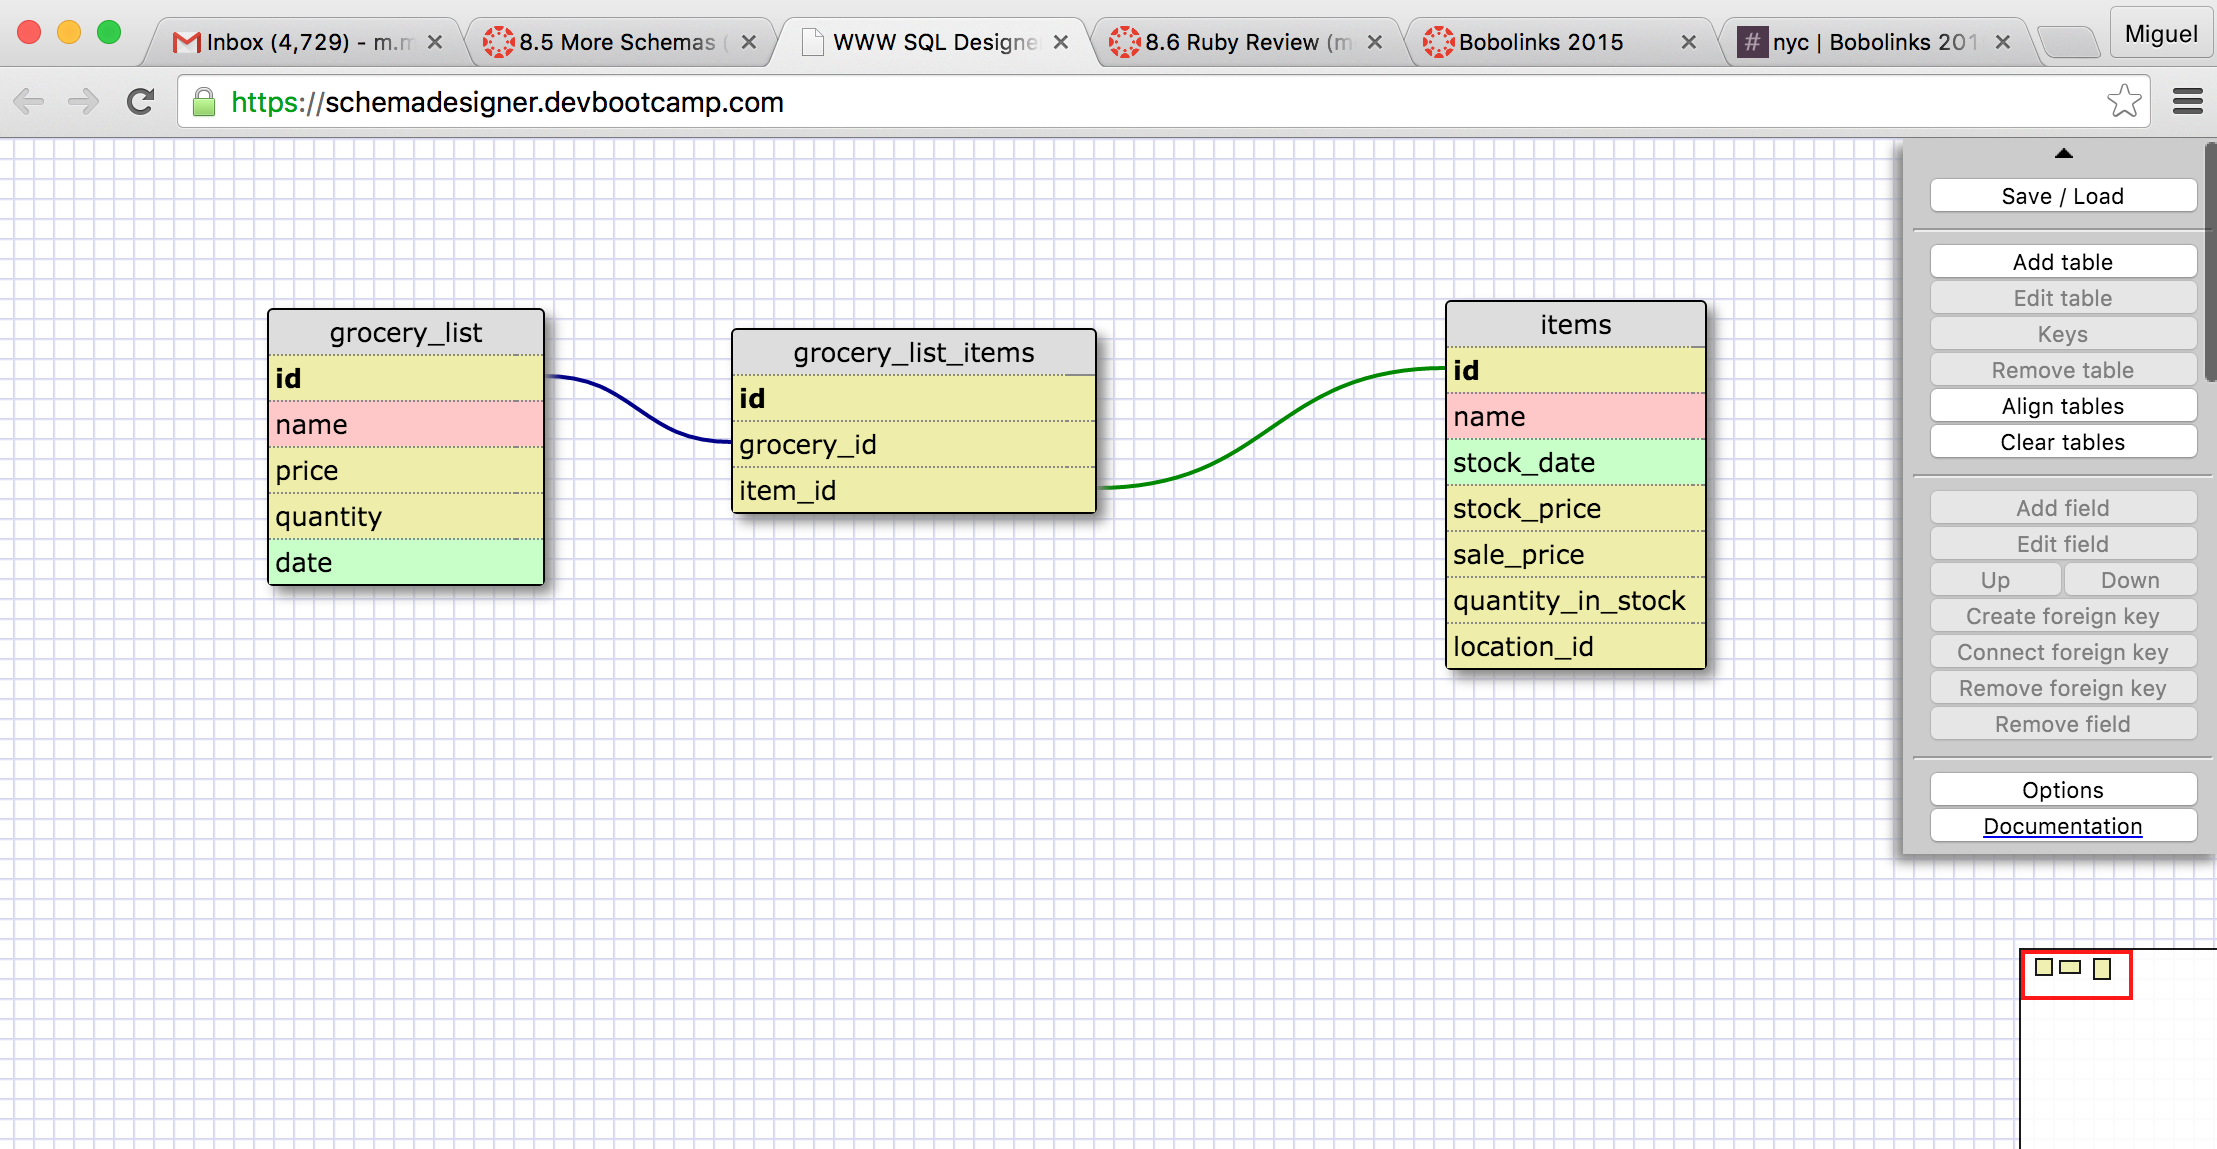 Inbox (4,729) - m.m
8.5 More Schemas (
WWW SQL Designe
8.6 Ruby Review (m
Bobolinks 2015
# nyc | Bobolinks 201
Miguel
https://schemadesigner.devbootcamp.com
grocery_list
id
name
price
quantity
date
grocery_list_items
id
grocery_id
item_id
items
id
name
stock_date
stock_price
sale_price
quantity_in_stock
location_id
Save / Load
Add table
Edit table
Keys
Remove table
Align tables
Clear tables
Add field
Edit field
Up Down
Create foreign key
Connect foreign key
Remove foreign key
Remove field
Options
Documentation